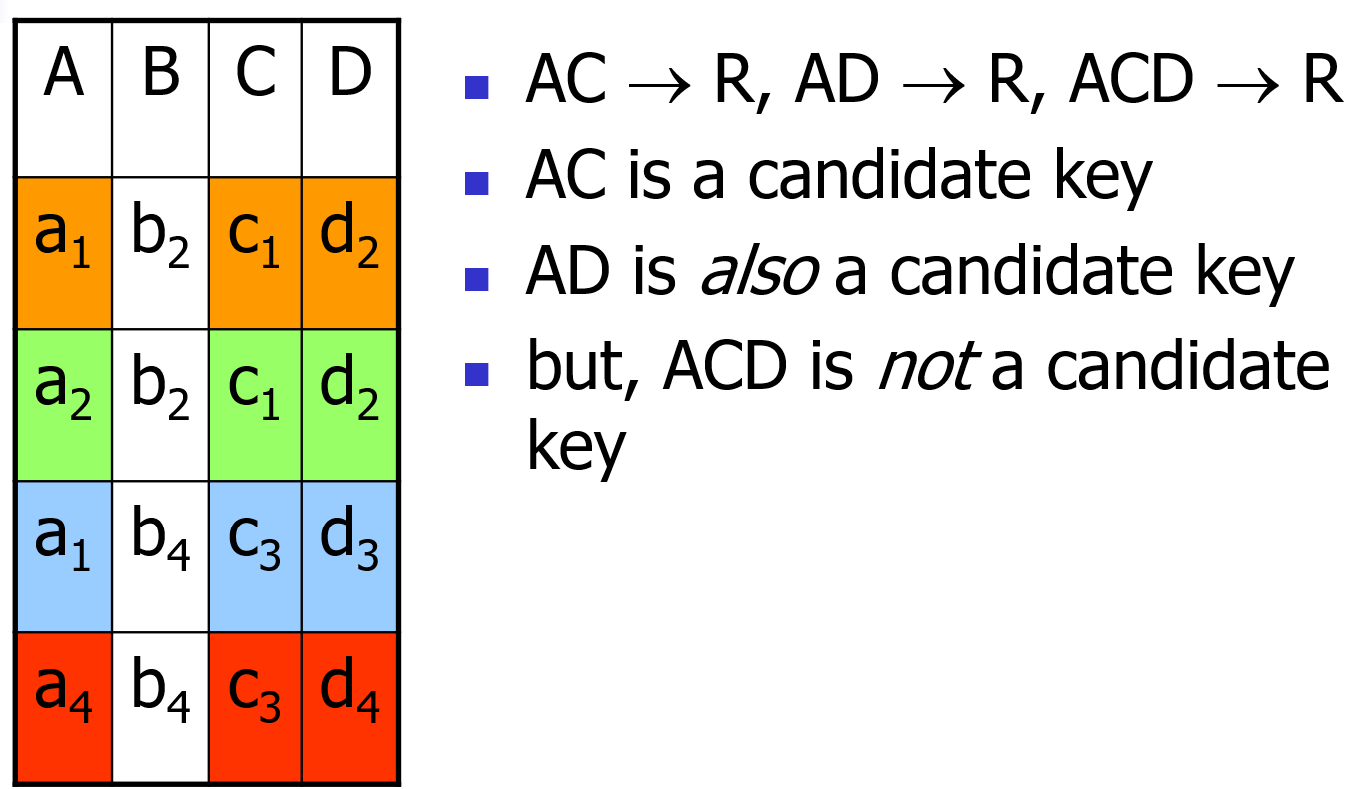 A B C D
a₁ b₂ c₁ d₂
a₂ b₂ c₁ d₂
a₁ b₄ c₃ d₃
a₄ b₄ c₃ d₄
▪ AC → R, AD → R, ACD → R
▪ AC is a candidate key
▪ AD is also a candidate key
▪ but, ACD is not a candidate
key